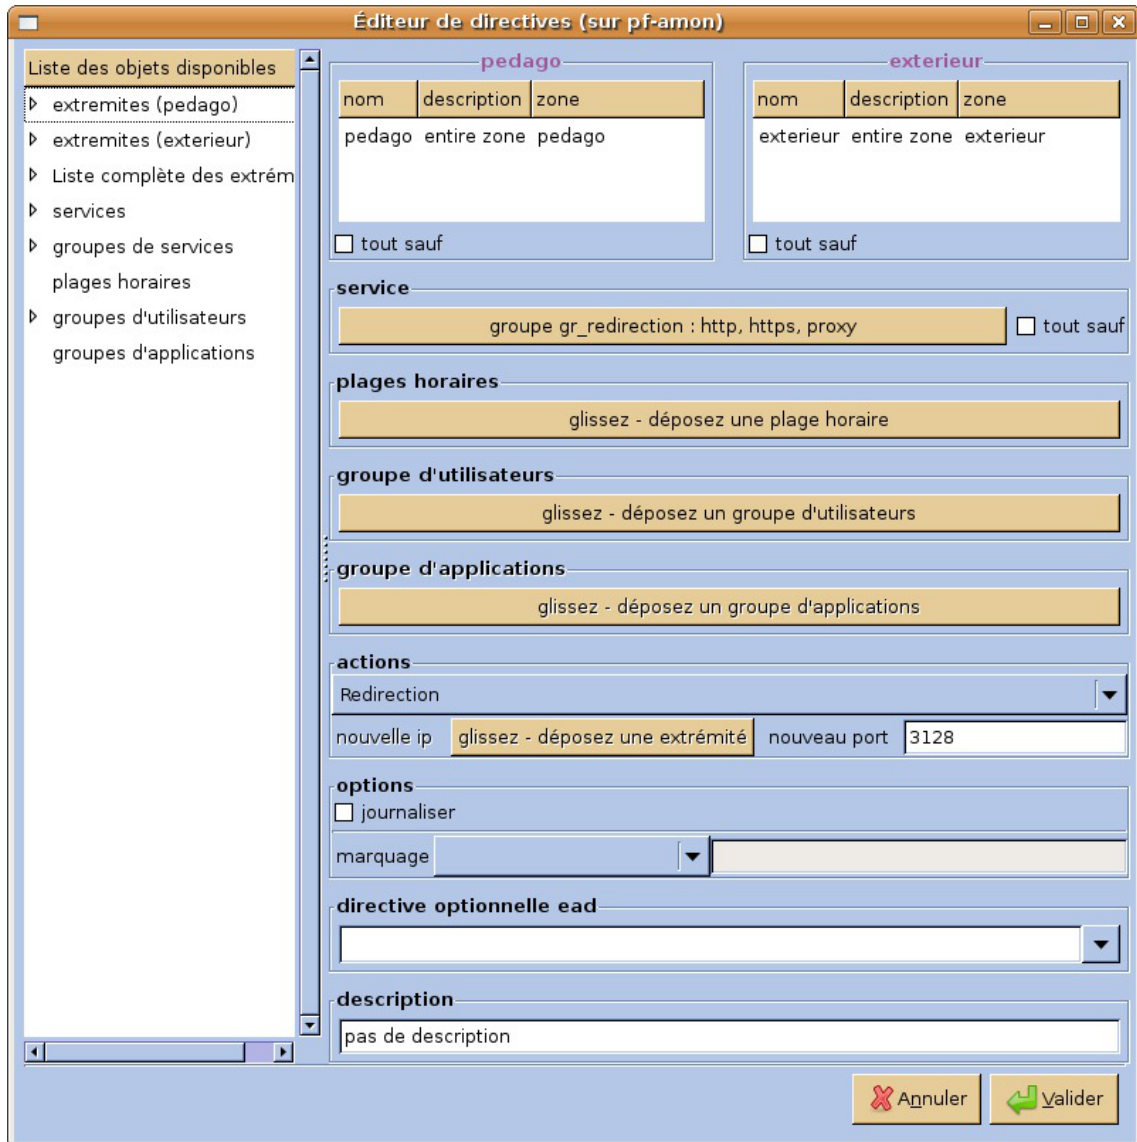 Éditeur de directives (sur pf-amon)
Liste des objets disponibles
extremites (pedago)
extremites (exterieur)
Liste complète des extrém
services
groupes de services
plages horaires
groupes d'utilisateurs
groupes d'applications
pedago
nom description zone
pedago entire zone pedago
tout sauf
exterieur
nom description zone
exterieur entire zone exterieur
tout sauf
service
groupe gr_redirection : http, https, proxy tout sauf
plages horaires
glissez - déposez une plage horaire
groupe d'utilisateurs
glissez - déposez un groupe d'utilisateurs
groupe d'applications
glissez - déposez un groupe d'applications
actions
Redirection
nouvelle ip glissez - déposez une extrémité nouveau port 3128
options
journaliser
marquage
directive optionnelle ead
description
pas de description
Annuler Valider